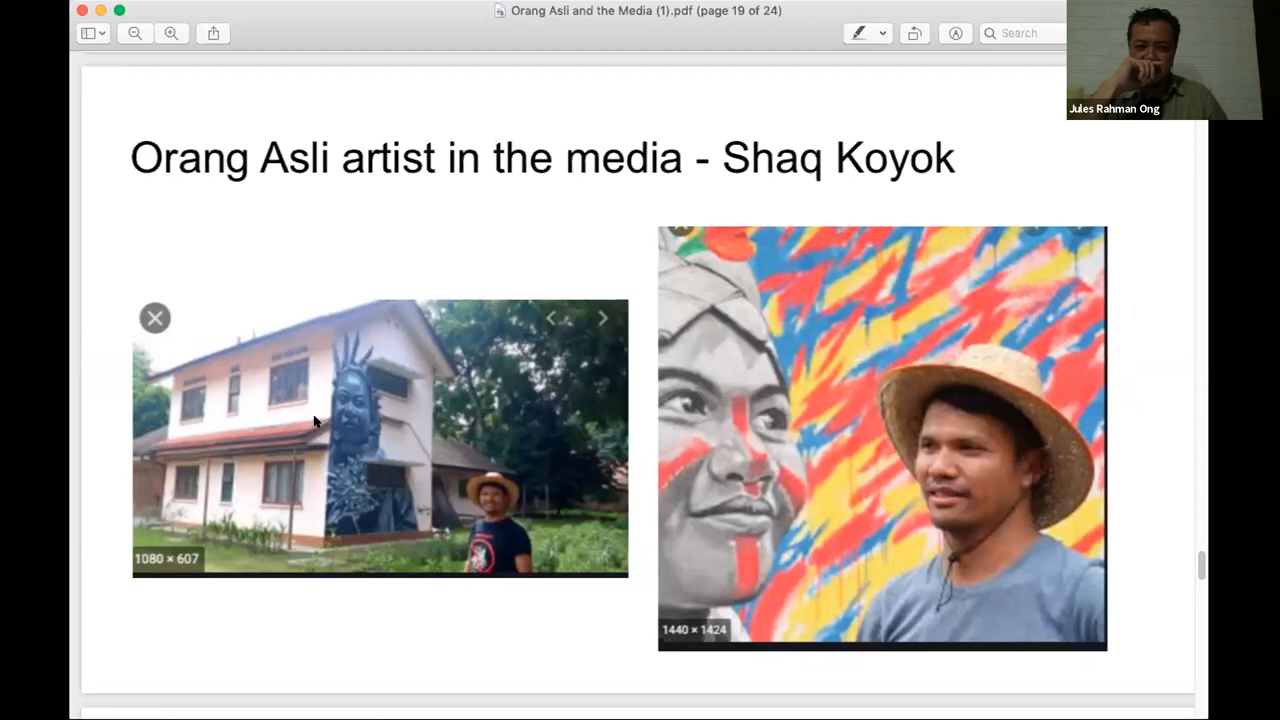 Orang Asli and the Media (1).pdf (page 19 of 24)
Search
Jules Rahman Ong
Orang Asli artist in the media - Shaq Koyok
1080 × 607
1440 × 1424